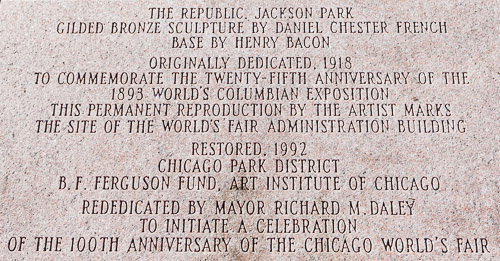 THE REPUBLIC, JACKSON PARK
GILDED BRONZE SCULPTURE BY DANIEL CHESTER FRENCH
BASE BY HENRY BACON
ORIGINALLY DEDICATED, 1918
TO COMMEMORATE THE TWENTY-FIFTH ANNIVERSARY OF THE
1893 WORLD'S COLUMBIAN EXPOSITION
THIS PERMANENT REPRODUCTION BY THE ARTIST MARKS
THE SITE OF THE WORLD'S FAIR ADMINISTRATION BUILDING
RESTORED, 1992
CHICAGO PARK DISTRICT
B. F. FERGUSON FUND, ART INSTITUTE OF CHICAGO
REDEDICATED BY MAYOR RICHARD M. DALEY
TO INITIATE A CELEBRATION
OF THE 100TH ANNIVERSARY OF THE CHICAGO WORLD'S FAIR